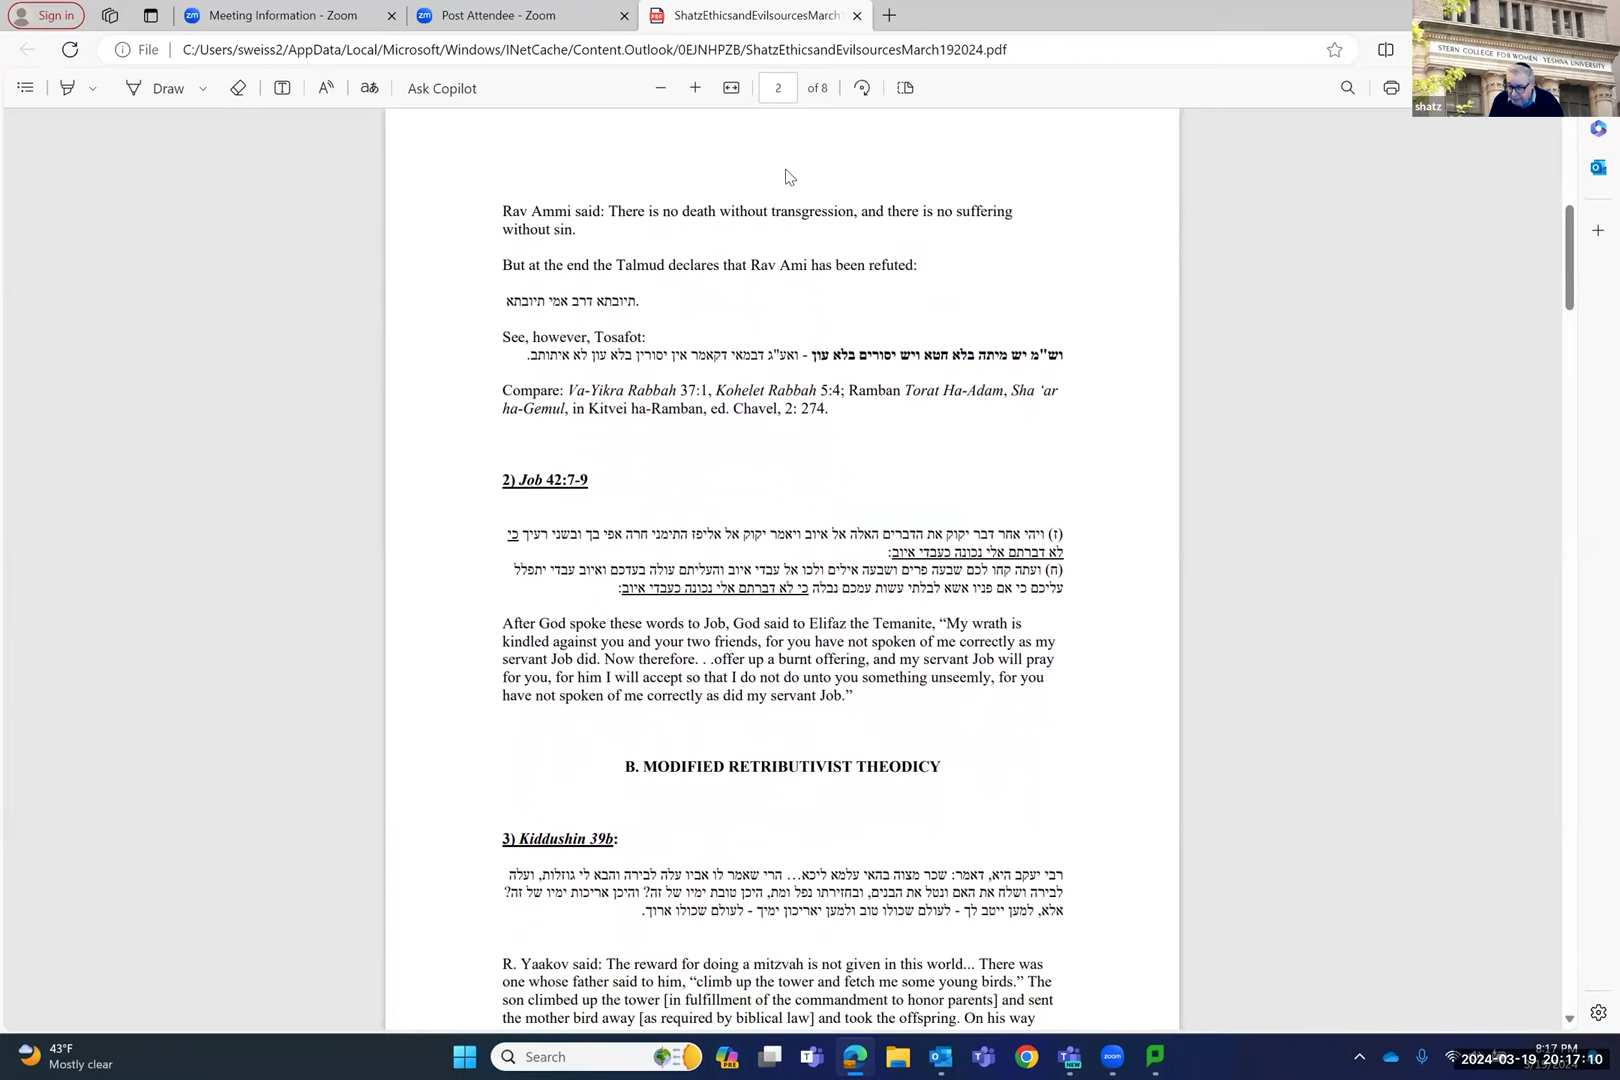 Meeting Information - Zoom
Post Attendee - Zoom
ShatzEthicsandEvilsourcesMarch
Sign in
File
C:/Users/sweiss2/AppData/Local/Microsoft/Windows/INetCache/Content.Outlook/0EJNHPZB/ShatzEthicsandEvilsourcesMarch192024.pdf
Draw
Ask Copilot
2 of 8
STERN COLLEGE FOR WOMEN · YESHIVA UNIVERSITY
shatz
Rav Ammi said: There is no death without transgression, and there is no suffering
without sin.
But at the end the Talmud declares that Rav Ami has been refuted:
תיובתא דרב אמי תיובתא.
See, however, Tosafot:
וש"מ יש מיתה בלא חטא ויש יסורים בלא עון - ואע"ג דבמאי דקאמר אין יסורין בלא עון לא איתותב.
Compare: Va-Yikra Rabbah 37:1, Kohelet Rabbah 5:4; Ramban Torat Ha-Adam, Sha ‘ar
ha-Gemul, in Kitvei ha-Ramban, ed. Chavel, 2: 274.
2) Job 42:7-9
(ז) ויהי אחר דבר יקוק את הדברים האלה אל איוב ויאמר יקוק אל אליפז התימני חרה אפי בך ובשני רעיך כי
לא דברתם אלי נכונה כעבדי איוב:
(ח) ועתה קחו לכם שבעה פרים ושבעה אילים ולכו אל עבדי איוב והעליתם עולה בעדכם ואיוב עבדי יתפלל
עליכם כי אם פניו אשא לבלתי עשות עמכם נבלה כי לא דברתם אלי נכונה כעבדי איוב:
After God spoke these words to Job, God said to Elifaz the Temanite, “My wrath is
kindled against you and your two friends, for you have not spoken of me correctly as my
servant Job did. Now therefore. . .offer up a burnt offering, and my servant Job will pray
for you, for him I will accept so that I do not do unto you something unseemly, for you
have not spoken of me correctly as did my servant Job.”
B. MODIFIED RETRIBUTIVIST THEODICY
3) Kiddushin 39b:
רבי יעקב היא, דאמר: שכר מצוה בהאי עלמא ליכא... הרי שאמר לו אביו עלה לבירה והבא לי גוזלות, ועלה
לבירה ושלח את האם ונטל את הבנים, ובחזירתו נפל ומת, היכן טובת ימיו של זה? והיכן אריכות ימיו של זה?
אלא, למען ייטב לך - לעולם שכולו טוב ולמען יאריכון ימיך - לעולם שכולו ארוך.
R. Yaakov said: The reward for doing a mitzvah is not given in this world... There was
one whose father said to him, “climb up the tower and fetch me some young birds.” The
son climbed up the tower [in fulfillment of the commandment to honor parents] and sent
the mother bird away [as required by biblical law] and took the offspring. On his way
43°F
Mostly clear
Search
2024-03-19 20:17:10